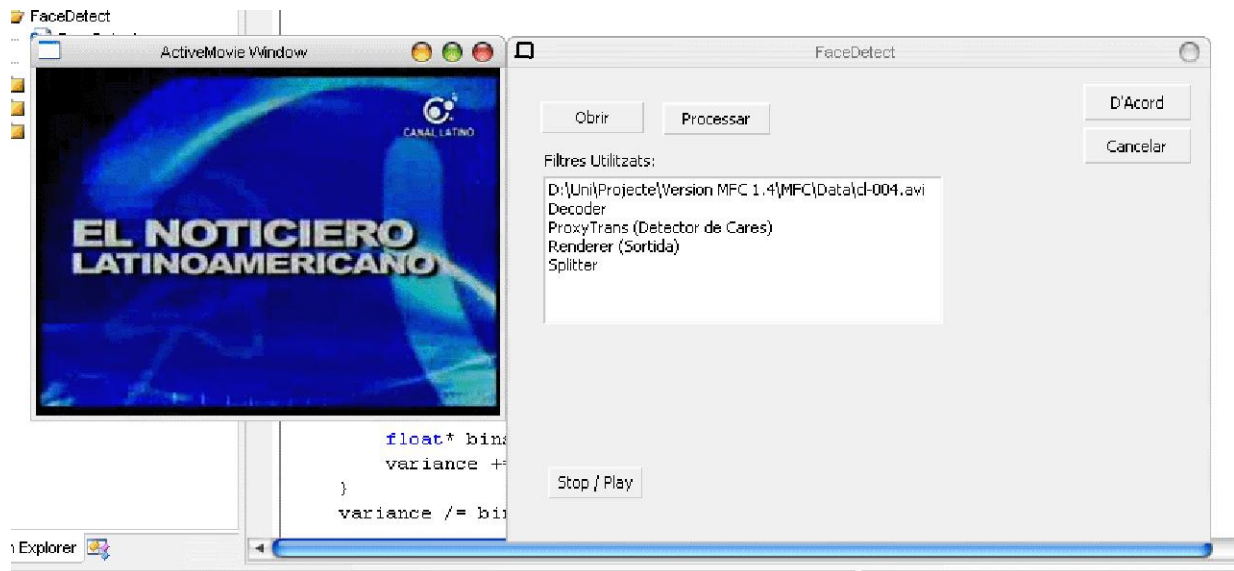 FaceDetect
ActiveMovie Window
CANAL LATINO
EL NOTICIERO
LATINOAMERICANO
FaceDetect
Obrir
Processar
D'Acord
Cancelar
Filtres Utilitzats:
D:\Uni\Projecte\Version MFC 1.4\MFC\Data\cl-004.avi
Decoder
ProxyTrans (Detector de Cares)
Renderer (Sortida)
Splitter
Stop / Play
float* bin
variance +
}
variance /= bi
Explorer